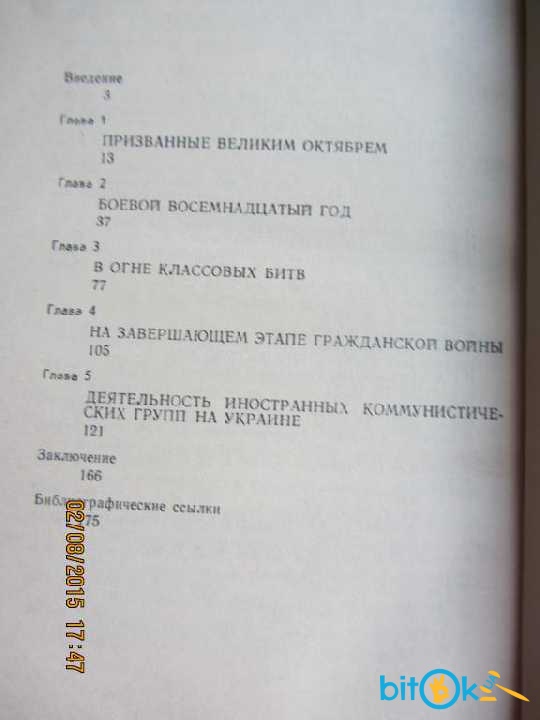 Введение
3
Глава 1
ПРИЗВАННЫЕ ВЕЛИКИМ ОКТЯБРЕМ
13
Глава 2
БОЕВОЙ ВОСЕМНАДЦАТЫЙ ГОД
37
Глава 3
В ОГНЕ КЛАССОВЫХ БИТВ
77
Глава 4
НА ЗАВЕРШАЮЩЕМ ЭТАПЕ ГРАЖДАНСКОЙ ВОЙНЫ
105
Глава 5
ДЕЯТЕЛЬНОСТЬ ИНОСТРАННЫХ КОММУНИСТИЧЕ-
СКИХ ГРУПП НА УКРАИНЕ
121
Заключение
166
Библиографические ссылки
75
02/08/2015 17:47
bitok